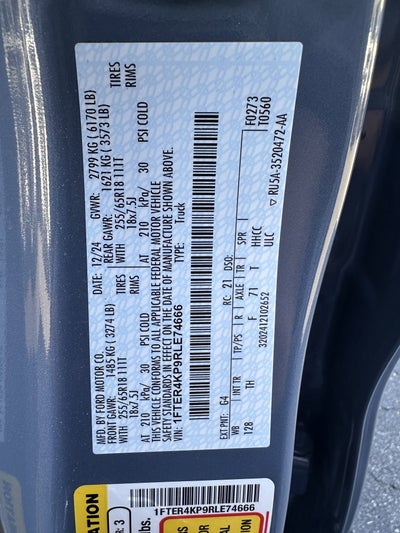 MFD. BY FORD MOTOR CO.
12/24
GVWR: 2799 KG ( 6170 LB)
FRONT GAWR: 1485 KG ( 3274 LB)
REAR GAWR: 1621 KG ( 3573 LB)
WITH 255/65R18 111T TIRES
18x7.5J RIMS
AT 210 kPa/ 30 PSI COLD
WITH 255/65R18 111T TIRES
18x7.5J RIMS
AT 210 kPa/ 30 PSI COLD
THIS VEHICLE CONFORMS TO ALL APPLICABLE FEDERAL MOTOR VEHICLE
SAFETY STANDARDS IN EFFECT ON THE DATE OF MANUFACTURE SHOWN ABOVE.
VIN: 1FTER4KP9RLE74666
TYPE: Truck
F0273
T0560
EXT PNT: G4 RC: 21 DSO:
WB INT TR TP/PS R AXLE TR SPR
128 TH F 71 T HHCC
ULC
3202412102652
RU5A-3520472-AA
1FTER4KP9RLE74666